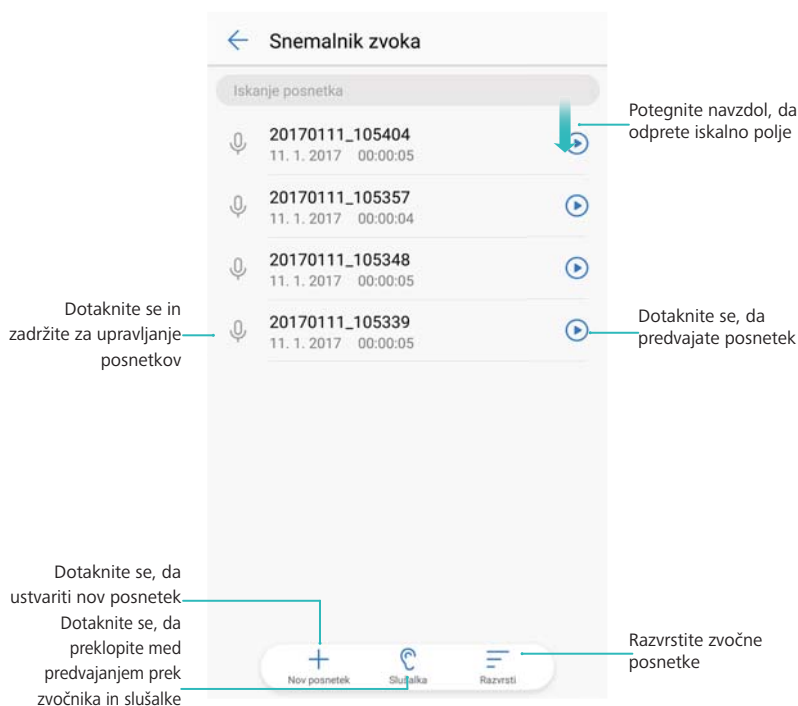 Snemalnik zvoka
Iskanje posnetka
Potegnite navzdol, da
odprete iskalno polje
20170111_105404
11. 1. 2017 00:00:05
20170111_105357
11. 1. 2017 00:00:04
20170111_105348
11. 1. 2017 00:00:05
Dotaknite se in
zadržite za upravljanje
posnetkov
20170111_105339
11. 1. 2017 00:00:05
Dotaknite se, da
predvajate posnetek
Dotaknite se, da
ustvariti nov posnetek
Dotaknite se, da
preklopite med
predvajanjem prek
zvočnika in slušalke
Nov posnetek
Slušalka
Razvrsti
Razvrstite zvočne
posnetke